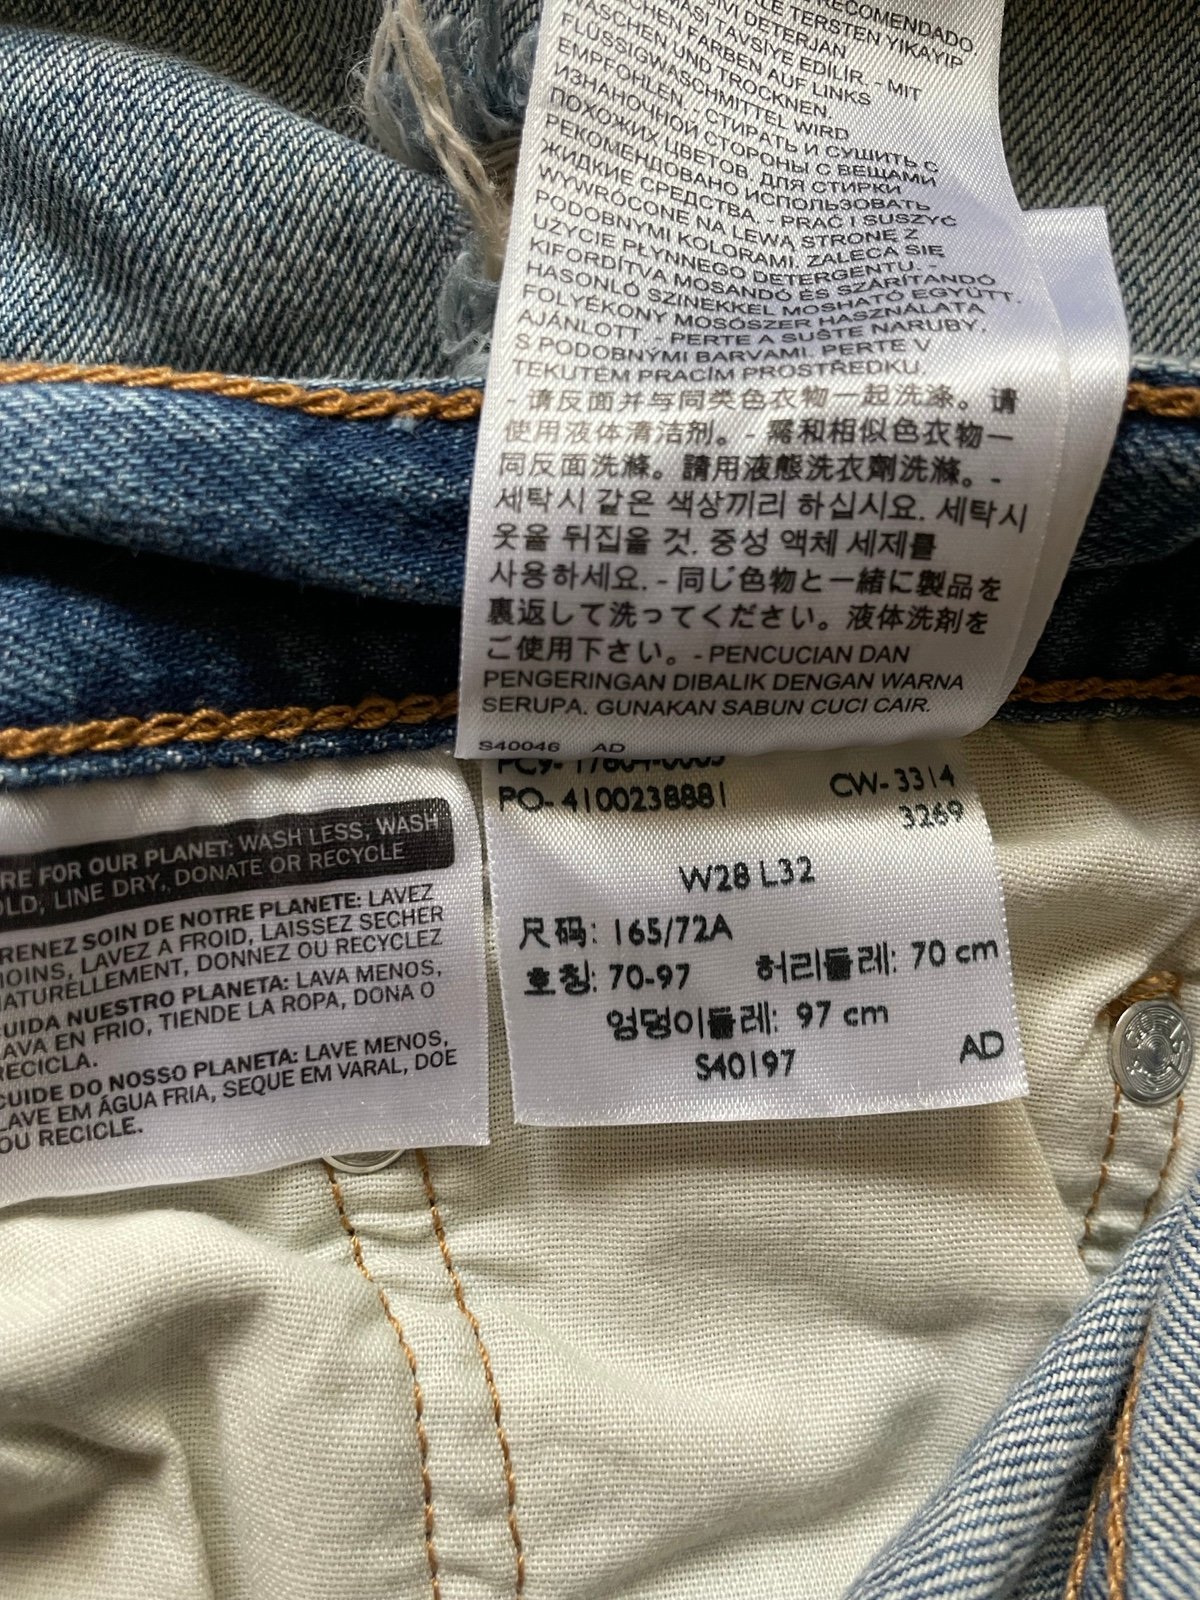 RECOMENDADO
TERSTEN YIKAYIP
DETERJAN
TAVSİYE EDİLİR. - MIT
WASCHEN FARBEN AUF LINKS
WASCHEN UND TROCKNEN.
FLÜSSIGWASCHMITTEL WIRD
EMPFOHLEN. - СТИРАТЬ И СУШИТЬ С
ИЗНАНОЧНОЙ СТОРОНЫ С ВЕЩАМИ
ПОХОЖИХ ЦВЕТОВ. ДЛЯ СТИРКИ
РЕКОМЕНДОВАНО ИСПОЛЬЗОВАТЬ
ЖИДКИЕ СРЕДСТВА. - PRAĆ I SUSZYĆ
WYWRÓCONE NA LEWĄ STRONĘ Z
PODOBNYMI KOLORAMI. ZALECA SIĘ
UŻYCIE PŁYNNEGO DETERGENTU. -
KIFORDÍTVA MOSANDÓ ÉS SZÁRÍTANDÓ
HASONLÓ SZINEKKEL MOSHATÓ EGYÜTT.
FOLYÉKONY MOSÓSZER HASZNÁLATA
AJÁNLOTT. - PERTE A SUŠTE NARUBY,
S PODOBNÝMI BARVAMI. PERTE V
TEKUTÉM PRACÍM PROSTŘEDKU.
- 请反面并与同类色衣物一起洗涤。请
使用液体清洁剂。- 需和相似色衣物一
同反面洗滌。請用液態洗衣劑洗滌。-
세탁시 같은 색상끼리 하십시요. 세탁시
옷을 뒤집을 것. 중성 액체 세제를
사용하세요. - 同じ色物と一緒に製品を
裏返して洗ってください。液体洗剤を
ご使用下さい。- PENCUCIAN DAN
PENGERINGAN DIBALIK DENGAN WARNA
SERUPA. GUNAKAN SABUN CUCI CAIR.
S40046 AD
PO- 4100238881 CW- 3314
3269
W28 L32
尺码: 165/72A
호칭: 70-97 허리둘레: 70 cm
엉덩이둘레: 97 cm
S40197 AD
RE FOR OUR PLANET: WASH LESS, WASH
OLD, LINE DRY, DONATE OR RECYCLE
RENEZ SOIN DE NOTRE PLANETE: LAVEZ
MOINS, LAVEZ A FROID, LAISSEZ SECHER
NATURELLEMENT, DONNEZ OU RECYCLEZ
CUIDA NUESTRO PLANETA: LAVA MENOS,
LAVA EN FRIO, TIENDE LA ROPA, DONA O
RECICLA.
CUIDE DO NOSSO PLANETA: LAVE MENOS,
LAVE EM ÁGUA FRIA, SEQUE EM VARAL, DOE
OU RECICLE.